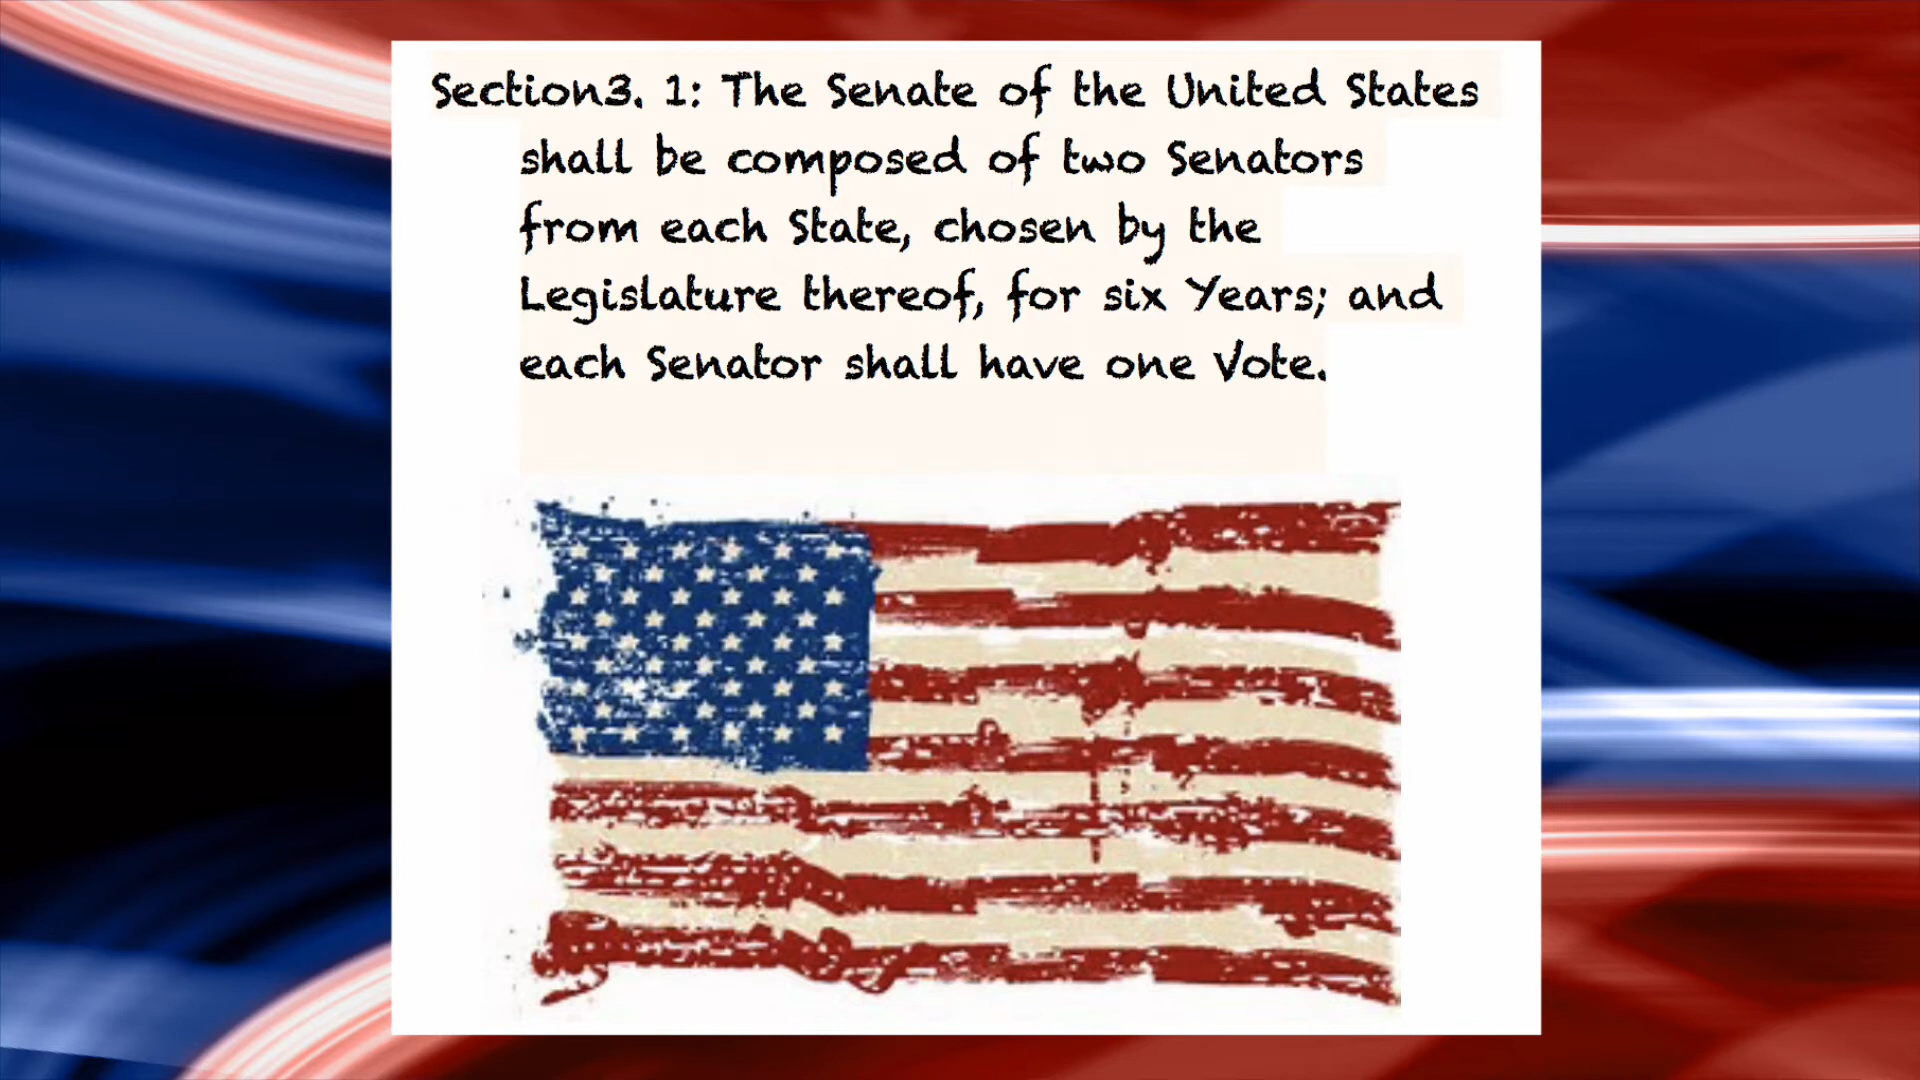 Section3. 1: The Senate of the United States
shall be composed of two Senators
from each State, chosen by the
Legislature thereof, for six Years; and
each Senator shall have one Vote.